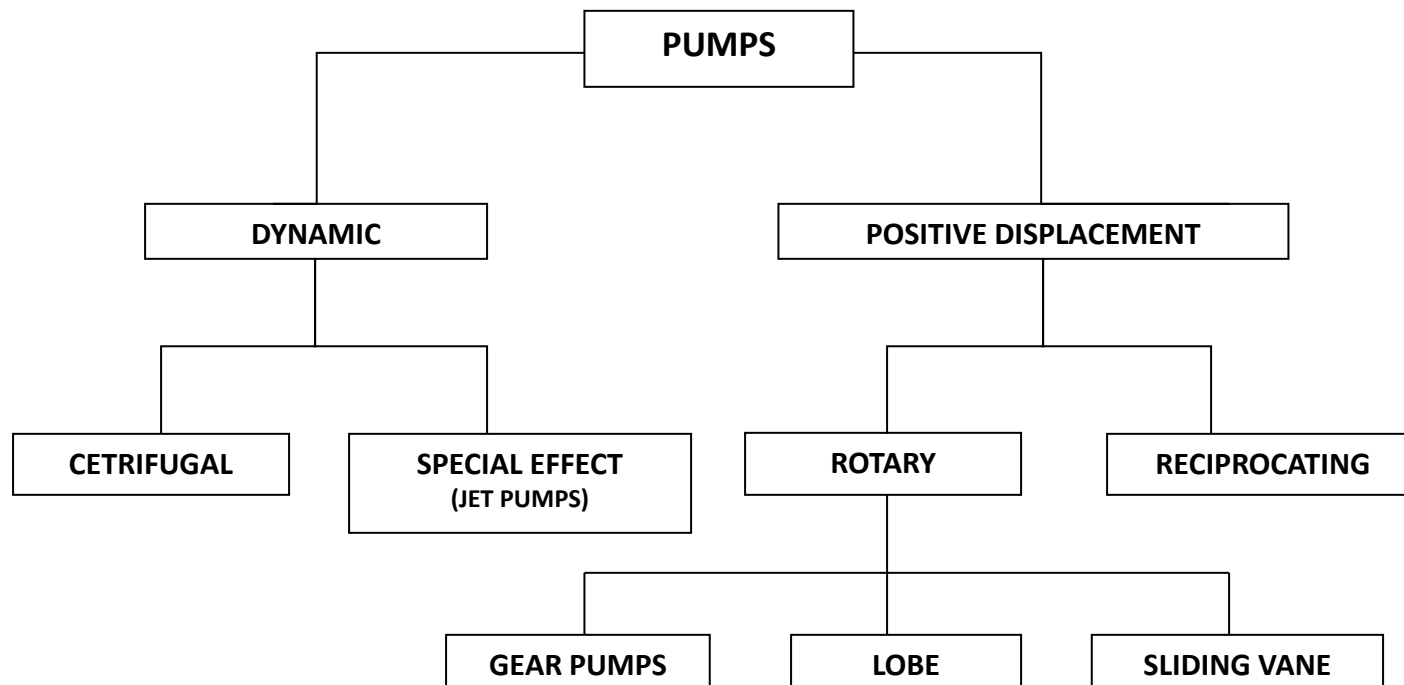 PUMPS
DYNAMIC
POSITIVE DISPLACEMENT
CETRIFUGAL
SPECIAL EFFECT
(JET PUMPS)
ROTARY
RECIPROCATING
GEAR PUMPS
LOBE
SLIDING VANE